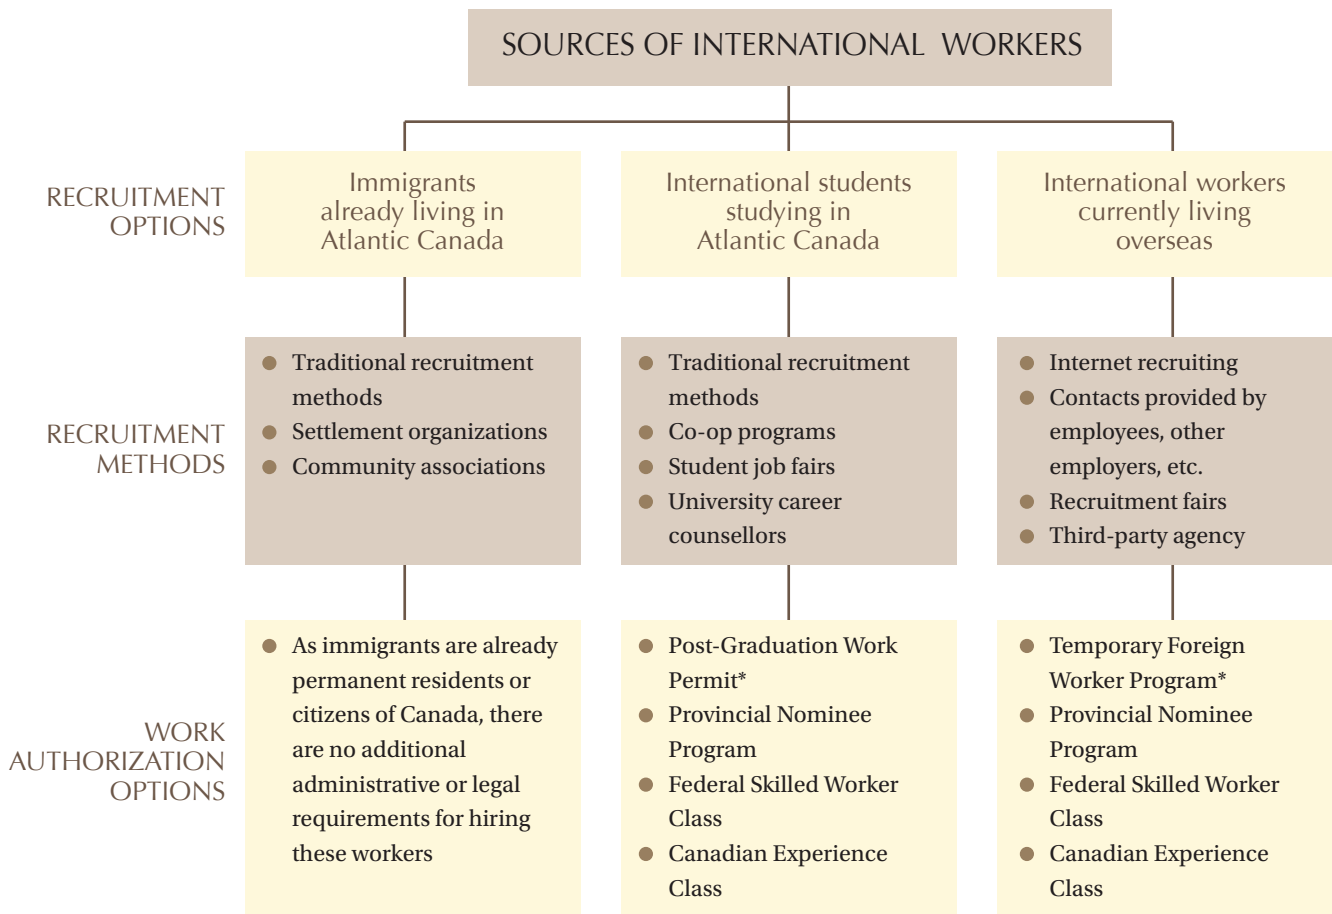 SOURCES OF INTERNATIONAL WORKERS
RECRUITMENT
OPTIONS
Immigrants
already living in
Atlantic Canada
International students
studying in
Atlantic Canada
International workers
currently living
overseas
RECRUITMENT
METHODS
● Traditional recruitment
methods
● Settlement organizations
● Community associations
● Traditional recruitment
methods
● Co-op programs
● Student job fairs
● University career
counsellors
● Internet recruiting
● Contacts provided by
employees, other
employers, etc.
● Recruitment fairs
● Third-party agency
WORK
AUTHORIZATION
OPTIONS
● As immigrants are already
permanent residents or
citizens of Canada, there
are no additional
administrative or legal
requirements for hiring
these workers
● Post-Graduation Work
Permit*
● Provincial Nominee
Program
● Federal Skilled Worker
Class
● Canadian Experience
Class
● Temporary Foreign
Worker Program*
● Provincial Nominee
Program
● Federal Skilled Worker
Class
● Canadian Experience
Class